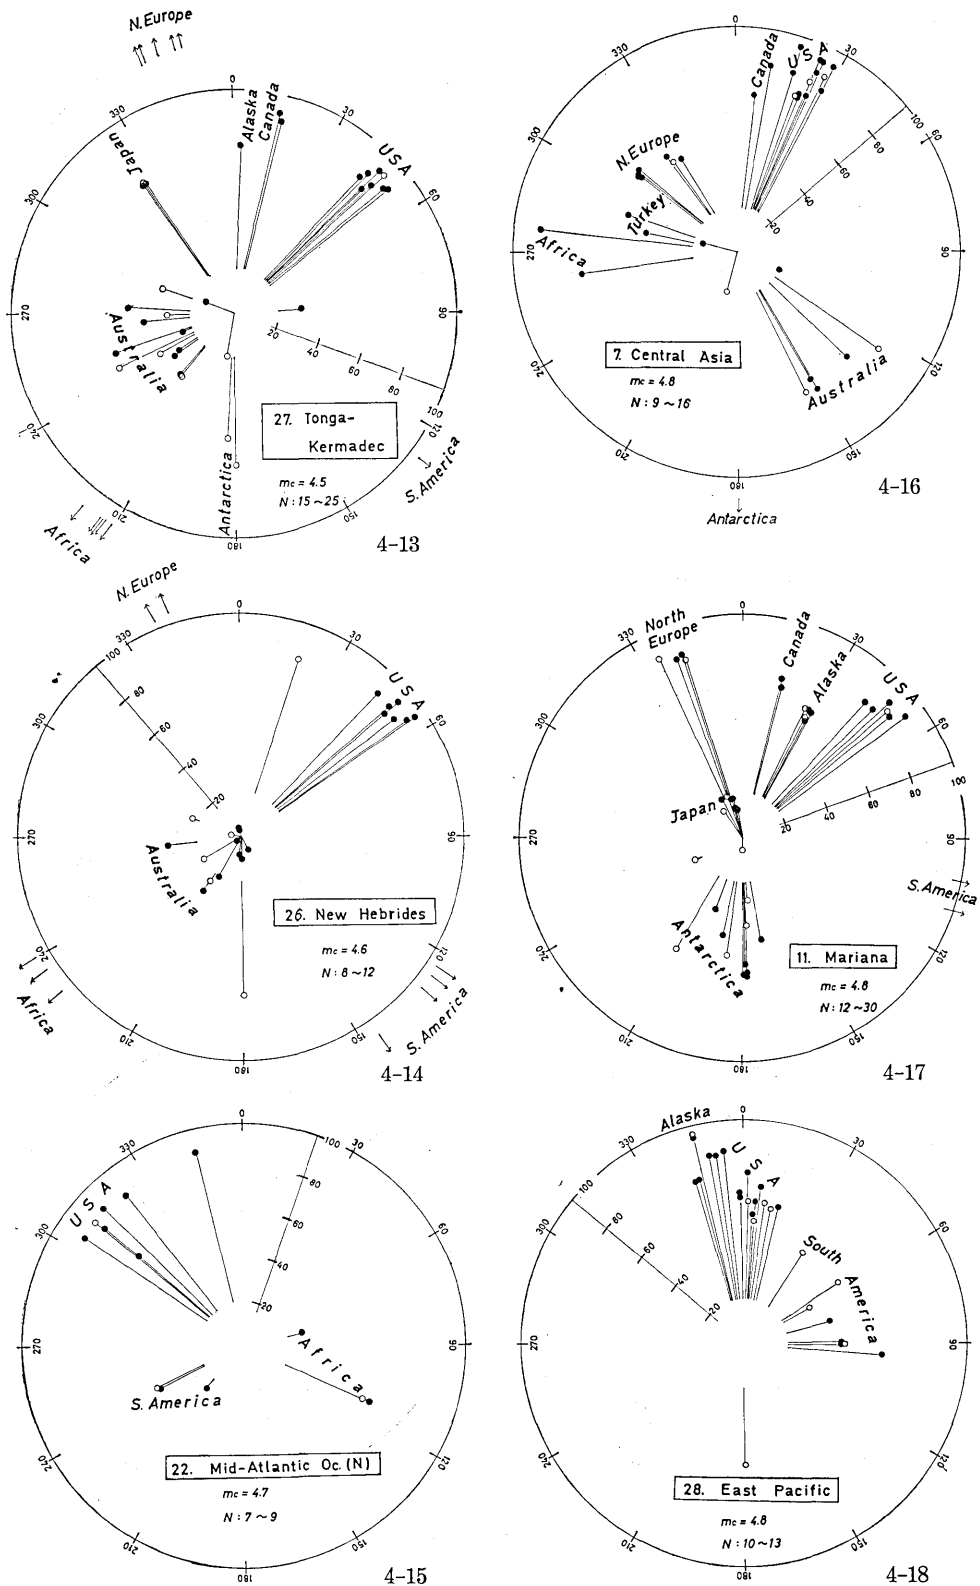 N. Europe
0
30
60
90
120
150
180
210
240
270
300
330
Japan
Alaska
Canada
USA
Australia
Antarctica
20
40
60
80
100
S. America
Africa
27. Tonga-
Kermadec
mc = 4.5
N : 15 ~ 25
4-13
0
30
60
90
120
150
180
210
240
270
300
330
Canada
USA
N. Europe
Turkey
Africa
20
40
60
80
100
Australia
Antarctica
7. Central Asia
mc = 4.8
N : 9 ~ 16
4-16
N. Europe
0
30
60
90
120
150
180
210
240
270
300
330
100
80
60
40
20
USA
Australia
Africa
S. America
26. New Hebrides
mc = 4.6
N : 8 ~ 12
4-14
0
30
60
90
120
150
180
210
240
270
300
330
North
Europe
Canada
Alaska
USA
Japan
20
40
60
80
100
S. America
Antarctica
11. Mariana
mc = 4.8
N : 12 ~ 30
4-17
0
30
60
90
120
150
180
210
240
270
300
330
USA
100
80
60
40
20
Africa
S. America
22. Mid-Atlantic Oc. (N)
mc = 4.7
N : 7 ~ 9
4-15
0
30
60
90
120
150
180
210
240
270
300
330
Alaska
USA
100
80
60
40
20
South
America
28. East Pacific
mc = 4.8
N : 10 ~ 13
4-18